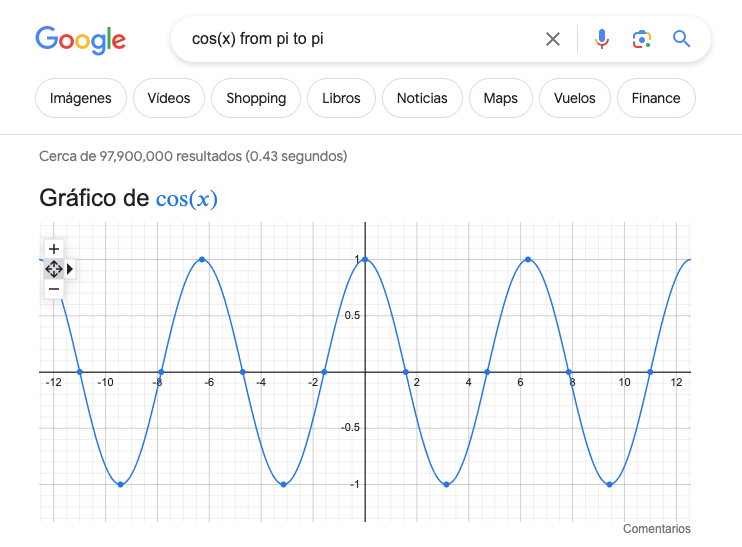 Google
cos(x) from pi to pi
Imágenes Vídeos Shopping Libros Noticias Maps Vuelos Finance
Cerca de 97,900,000 resultados (0.43 segundos)
Gráfico de cos(x)
+
−
1
0.5
-12 -10 -8 -6 -4 -2 2 4 6 8 10 12
-0.5
-1
Comentarios